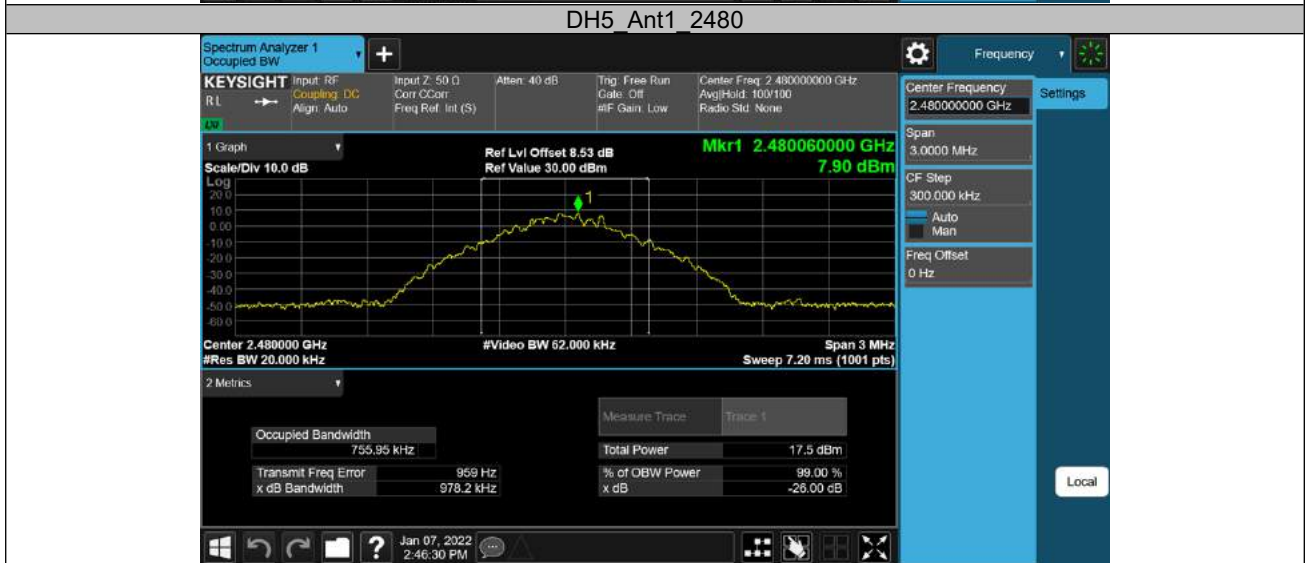 DH5_Ant1_2480
Spectrum Analyzer 1
Occupied BW
Frequency
KEYSIGHT
RL
Input: RF
Coupling: DC
Align: Auto
Input Z: 50 Ω
Corr CCorr
Freq Ref: Int (S)
Atten: 40 dB
Trig: Free Run
Gate: Off
#IF Gain: Low
Center Freq: 2.480000000 GHz
Avg|Hold: 100/100
Radio Std: None
Center Frequency
2.480000000 GHz
Settings
Span
3.0000 MHz
CF Step
300.000 kHz
Auto
Man
Freq Offset
0 Hz
1 Graph
Scale/Div 10.0 dB
Ref Lvl Offset 8.53 dB
Ref Value 30.00 dBm
Mkr1 2.480060000 GHz
7.90 dBm
Log
20.0
10.0
0.00
-10.0
-20.0
-30.0
-40.0
-50.0
-60.0
1
Center 2.480000 GHz
#Res BW 20.000 kHz
#Video BW 62.000 kHz
Span 3 MHz
Sweep 7.20 ms (1001 pts)
2 Metrics
Measure Trace Trace 1
Occupied Bandwidth
755.95 kHz
Total Power 17.5 dBm
Transmit Freq Error 959 Hz
% of OBW Power 99.00 %
x dB Bandwidth 978.2 kHz
x dB -26.00 dB
Local
Jan 07, 2022
2:46:30 PM